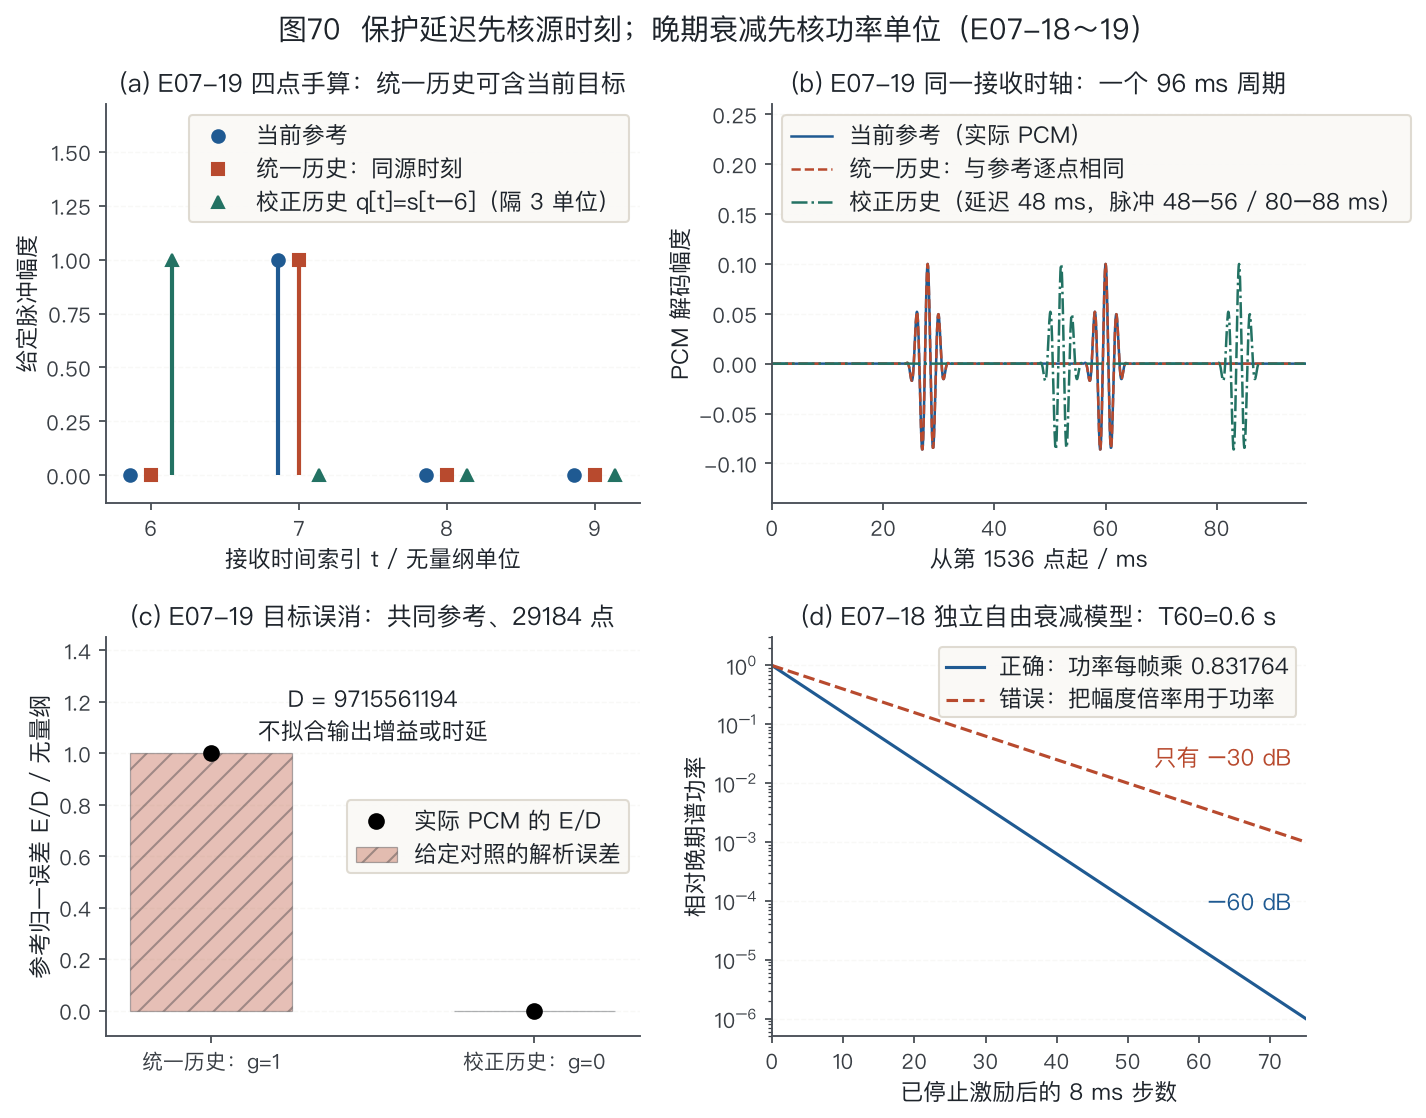 图70  保护延迟先核源时刻；晚期衰减先核功率单位（E07−18～19）
(a) E07−19 四点手算：统一历史可含当前目标
当前参考
统一历史：同源时刻
校正历史 q[t]=s[t−6]（隔 3 单位）
给定脉冲幅度
1.50
1.25
1.00
0.75
0.50
0.25
0.00
6 7 8 9
接收时间索引 t / 无量纲单位
(b) E07−19 同一接收时轴：一个 96 ms 周期
当前参考（实际 PCM）
统一历史：与参考逐点相同
校正历史（延迟 48 ms，脉冲 48−56 / 80−88 ms）
PCM 解码幅度
0.25
0.20
0.15
0.10
0.05
0.00
−0.05
−0.10
0 20 40 60 80
从第 1536 点起 / ms
(c) E07−19 目标误消：共同参考、29184 点
D = 9715561194
不拟合输出增益或时延
实际 PCM 的 E/D
给定对照的解析误差
参考归一误差 E/D / 无量纲
1.4
1.2
1.0
0.8
0.6
0.4
0.2
0.0
统一历史：g=1
校正历史：g=0
(d) E07−18 独立自由衰减模型：T60=0.6 s
正确：功率每帧乘 0.831764
错误：把幅度倍率用于功率
只有 −30 dB
−60 dB
相对晚期谱功率
10⁰
10⁻¹
10⁻²
10⁻³
10⁻⁴
10⁻⁵
10⁻⁶
0 10 20 30 40 50 60 70
已停止激励后的 8 ms 步数